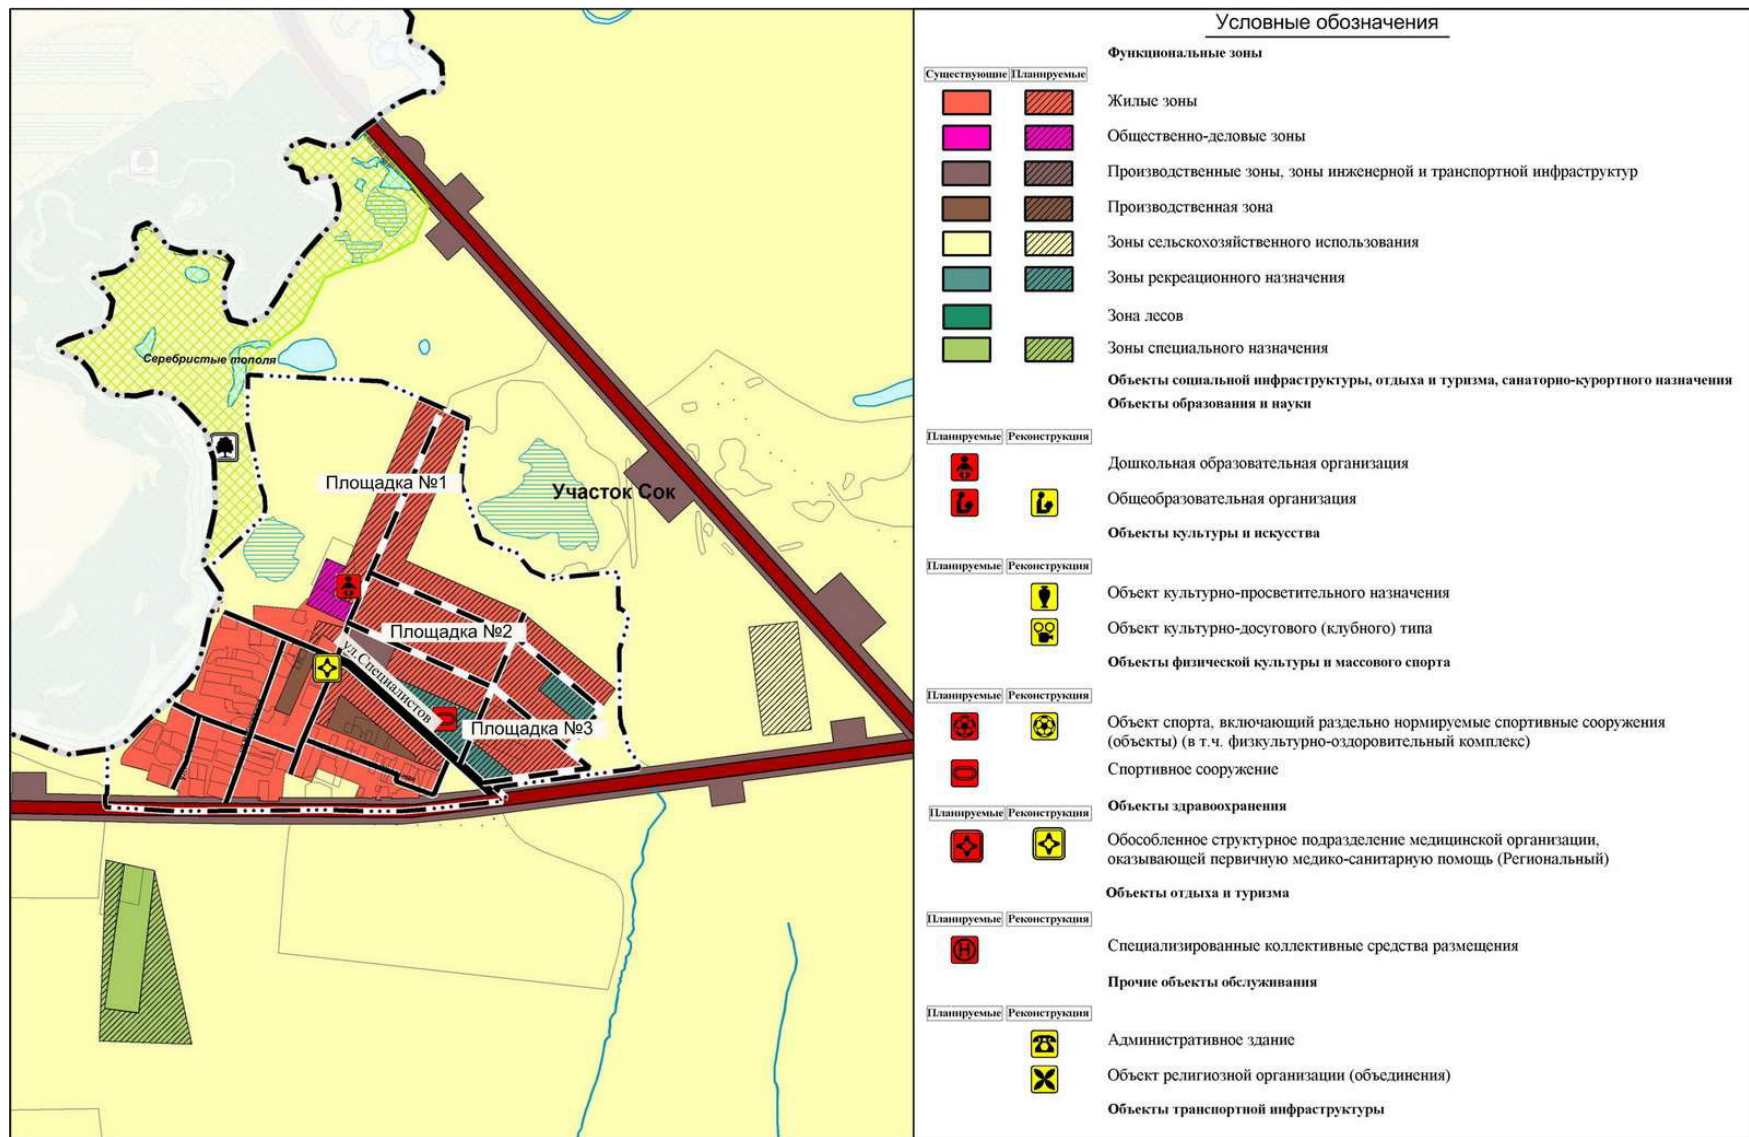 Серебристые тополя
Площадка №1
Участок Сок
Площадка №2
ул.Специалистов
Площадка №3
Условные обозначения
Функциональные зоны
Существующие Планируемые
Жилые зоны
Общественно-деловые зоны
Производственные зоны, зоны инженерной и транспортной инфраструктур
Производственная зона
Зоны сельскохозяйственного использования
Зоны рекреационного назначения
Зона лесов
Зоны специального назначения
Объекты социальной инфраструктуры, отдыха и туризма, санаторно-курортного назначения
Объекты образования и науки
Планируемые Реконструкция
Дошкольная образовательная организация
Общеобразовательная организация
Объекты культуры и искусства
Планируемые Реконструкция
Объект культурно-просветительного назначения
Объект культурно-досугового (клубного) типа
Объекты физической культуры и массового спорта
Планируемые Реконструкция
Объект спорта, включающий раздельно нормируемые спортивные сооружения
(объекты) (в т.ч. физкультурно-оздоровительный комплекс)
Спортивное сооружение
Объекты здравоохранения
Планируемые Реконструкция
Обособленное структурное подразделение медицинской организации,
оказывающей первичную медико-санитарную помощь (Региональный)
Объекты отдыха и туризма
Планируемые Реконструкция
Специализированные коллективные средства размещения
Прочие объекты обслуживания
Планируемые Реконструкция
Административное здание
Объект религиозной организации (объединения)
Объекты транспортной инфраструктуры